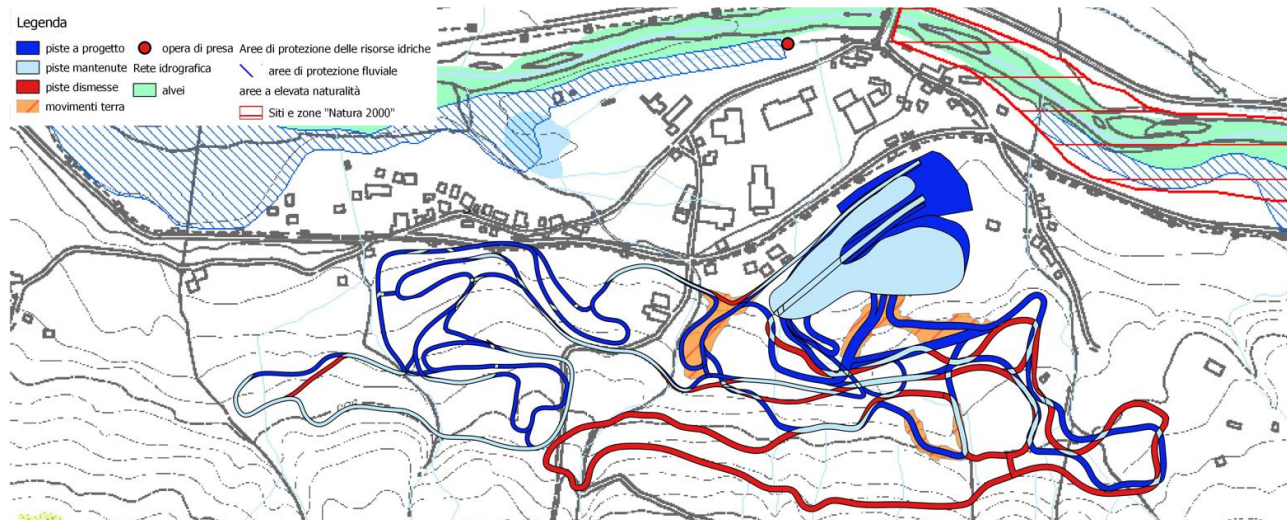 Legenda
piste a progetto
piste mantenute
piste dismesse
movimenti terra
opera di presa
Rete idrografica
alvei
Aree di protezione delle risorse idriche
aree di protezione fluviale
aree a elevata naturalità
Siti e zone "Natura 2000"